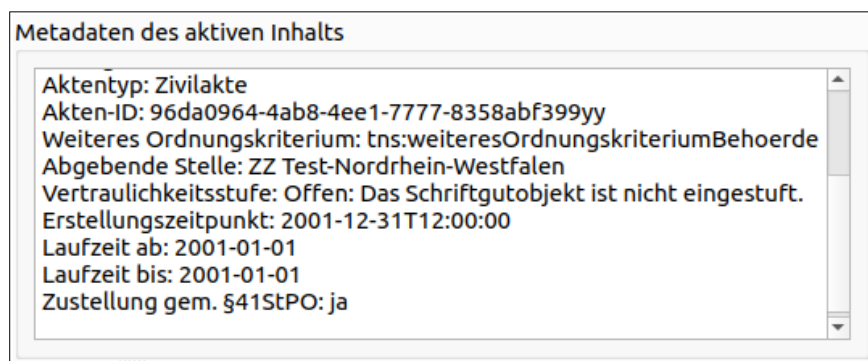 Metadaten des aktiven Inhalts
Aktentyp: Zivilakte
Akten-ID: 96da0964-4ab8-4ee1-7777-8358abf399yy
Weiteres Ordnungskriterium: tns:weiteresOrdnungskriteriumBehoerde
Abgebende Stelle: ZZ Test-Nordrhein-Westfalen
Vertraulichkeitsstufe: Offen: Das Schriftgutobjekt ist nicht eingestuft.
Erstellungszeitpunkt: 2001-12-31T12:00:00
Laufzeit ab: 2001-01-01
Laufzeit bis: 2001-01-01
Zustellung gem. §41StPO: ja